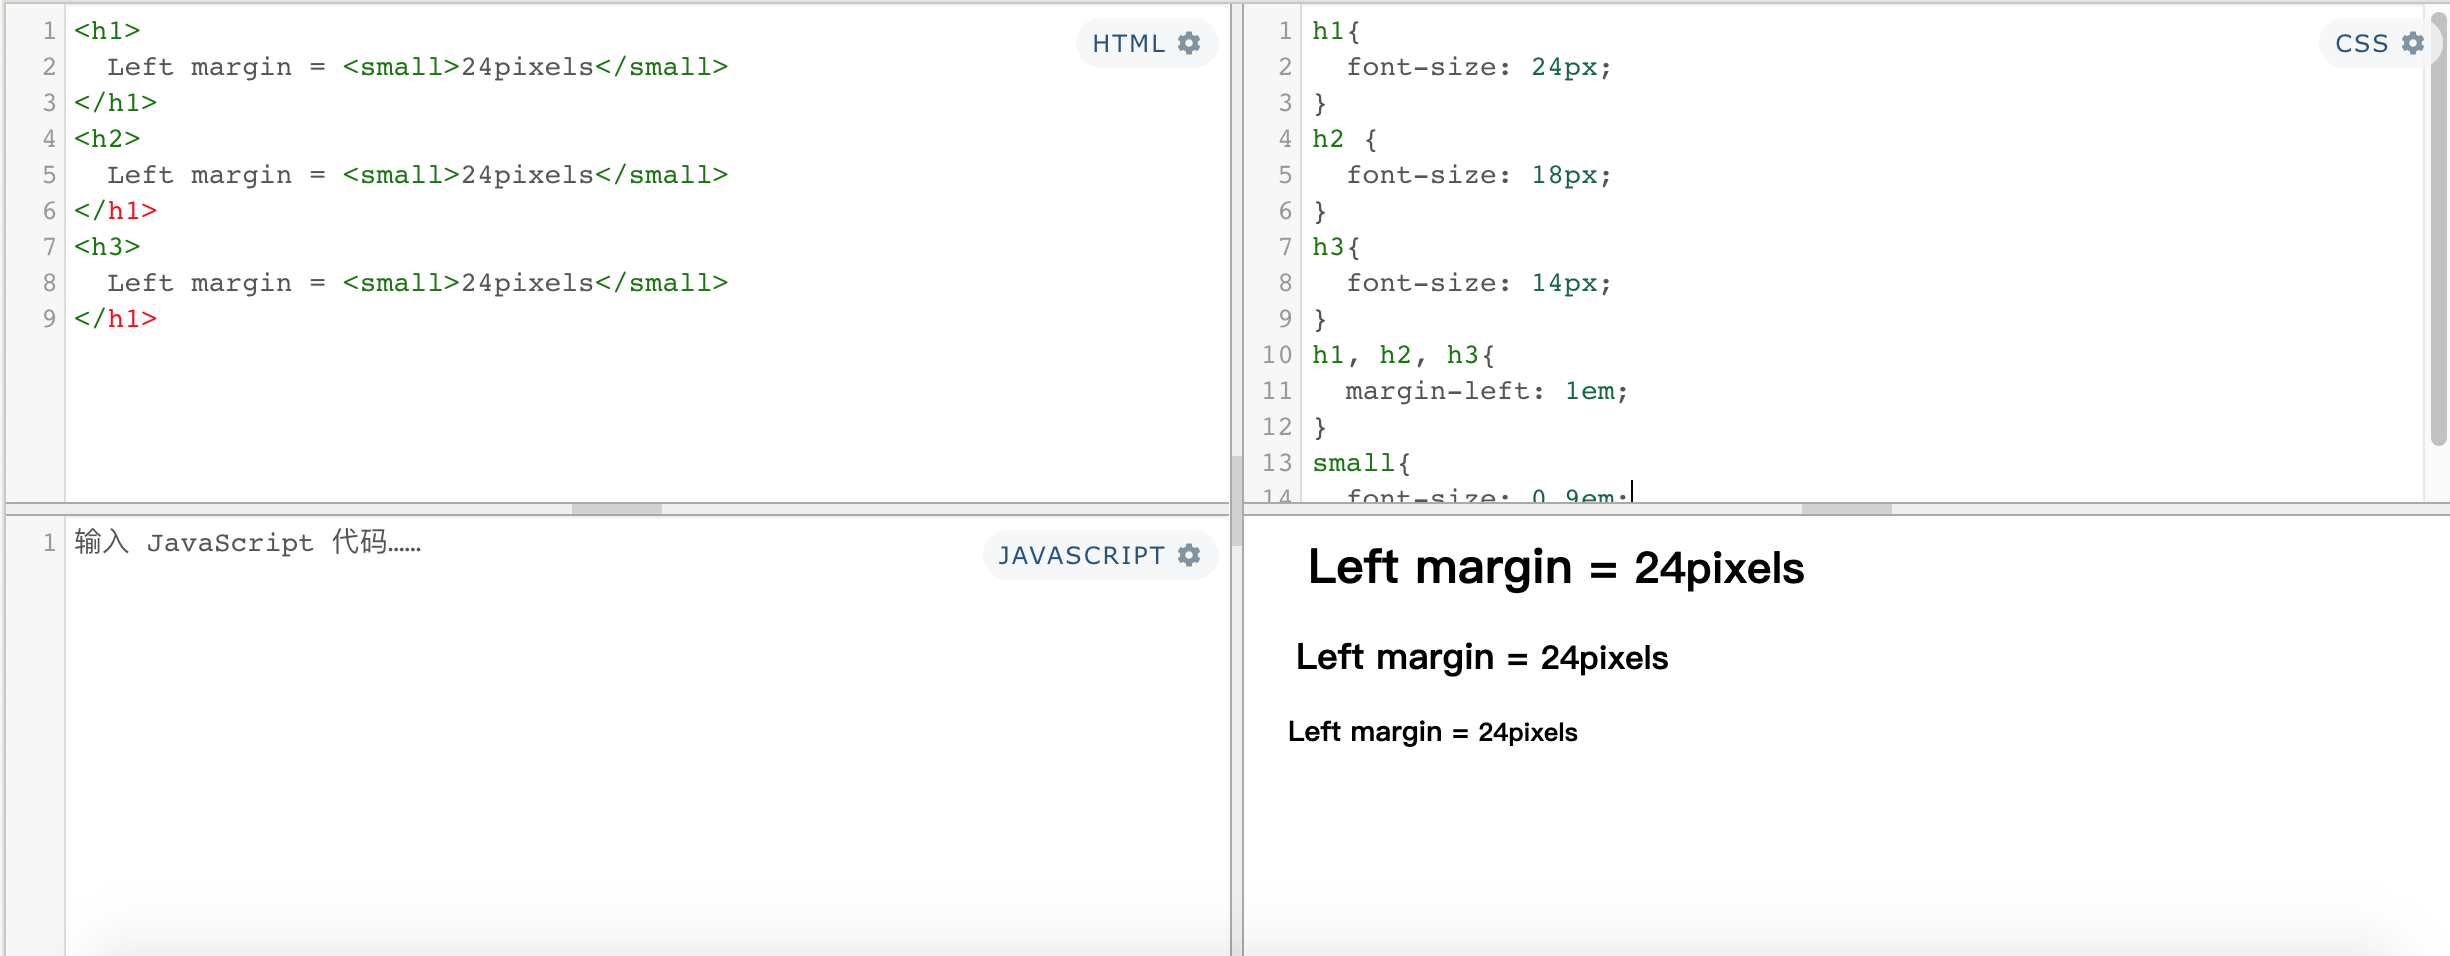 HTML
1 <h1>
2   Left margin = <small>24pixels</small>
3 </h1>
4 <h2>
5   Left margin = <small>24pixels</small>
6 </h1>
7 <h3>
8   Left margin = <small>24pixels</small>
9 </h1>
CSS
1 h1{
2   font-size: 24px;
3 }
4 h2 {
5   font-size: 18px;
6 }
7 h3{
8   font-size: 14px;
9 }
10 h1, h2, h3{
11   margin-left: 1em;
12 }
13 small{
14   font-size: 0.9em;
JAVASCRIPT
1 输入 JavaScript 代码……
Left margin = 24pixels
Left margin = 24pixels
Left margin = 24pixels